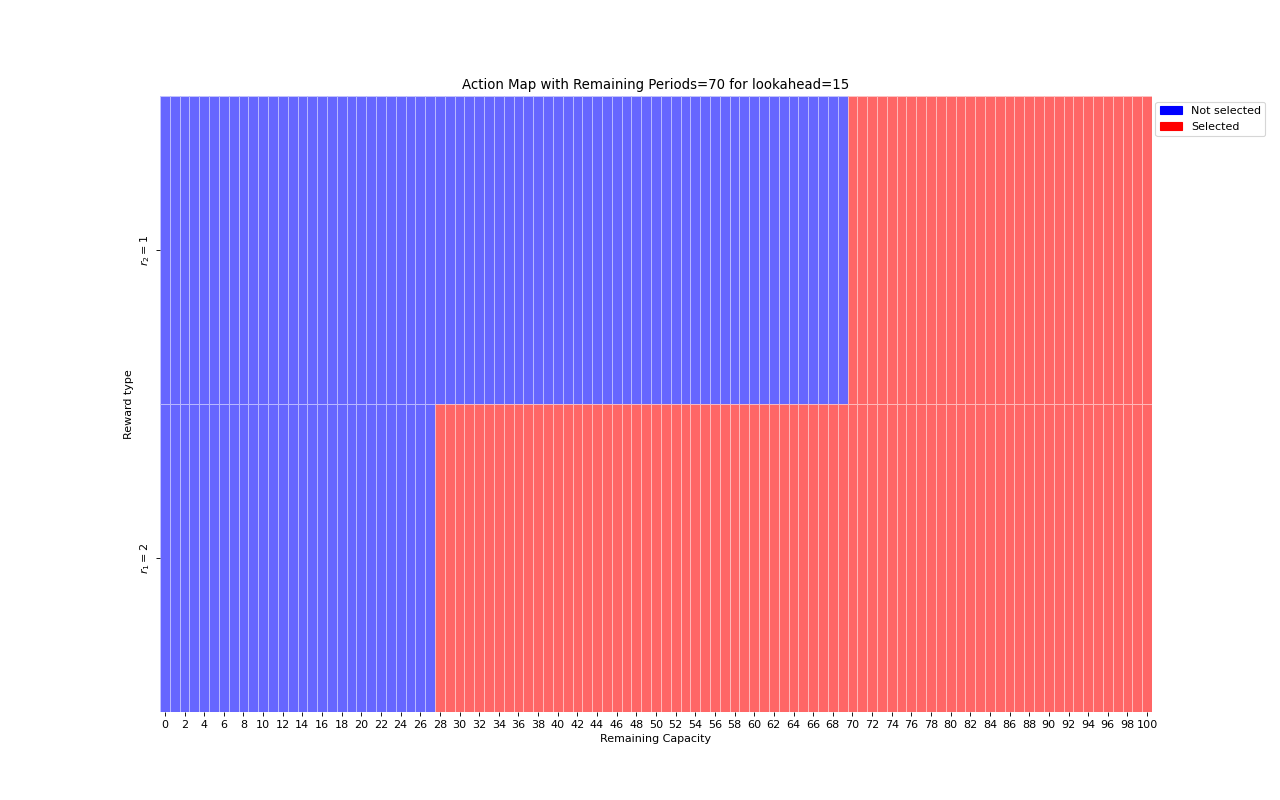 Action Map with Remaining Periods=70 for lookahead=15
Not selected
Selected
r₂ = 1
Reward type
r₁ = 2
0 2 4 6 8 10 12 14 16 18 20 22 24 26 28 30 32 34 36 38 40 42 44 46 48 50 52 54 56 58 60 62 64 66 68 70 72 74 76 78 80 82 84 86 88 90 92 94 96 98 100
Remaining Capacity